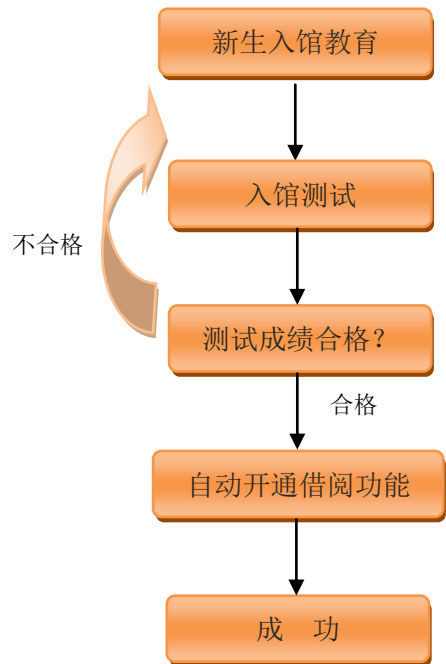 新生入馆教育
入馆测试
不合格
测试成绩合格？
合格
自动开通借阅功能
成 功